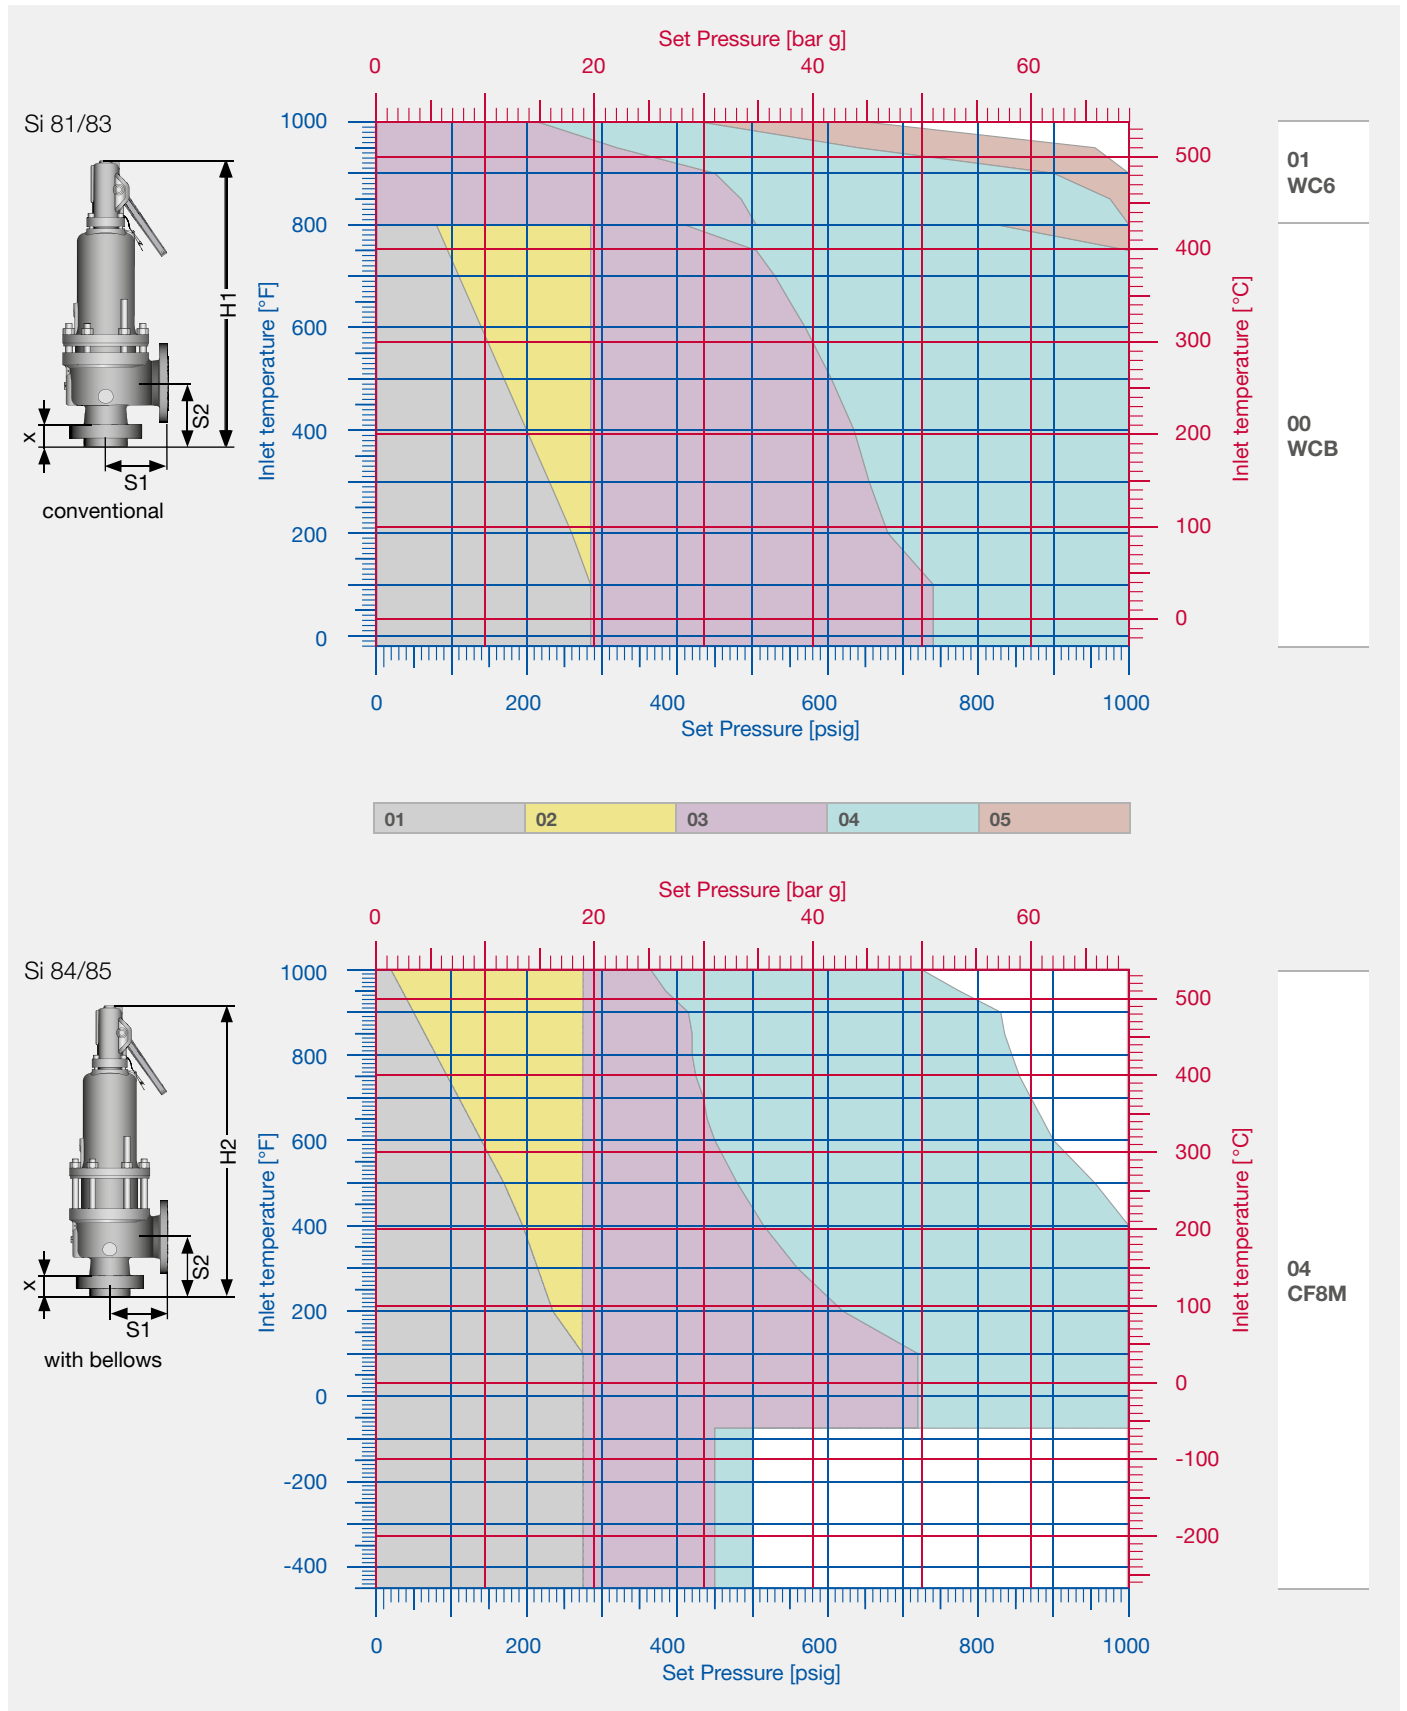 Set Pressure [bar g]
0 20 40 60
Si 81/83
1000
800
600
400
200
0
Inlet temperature [°F]
500
400
300
200
100
0
Inlet temperature [°C]
01
WC6
00
WCB
H1
S2
x
S1
conventional
0 200 400 600 800 1000
Set Pressure [psig]
01 02 03 04 05
Set Pressure [bar g]
0 20 40 60
Si 84/85
1000
800
600
400
200
0
-200
-400
Inlet temperature [°F]
500
400
300
200
100
0
-100
-200
Inlet temperature [°C]
04
CF8M
H2
S2
x
S1
with bellows
0 200 400 600 800 1000
Set Pressure [psig]